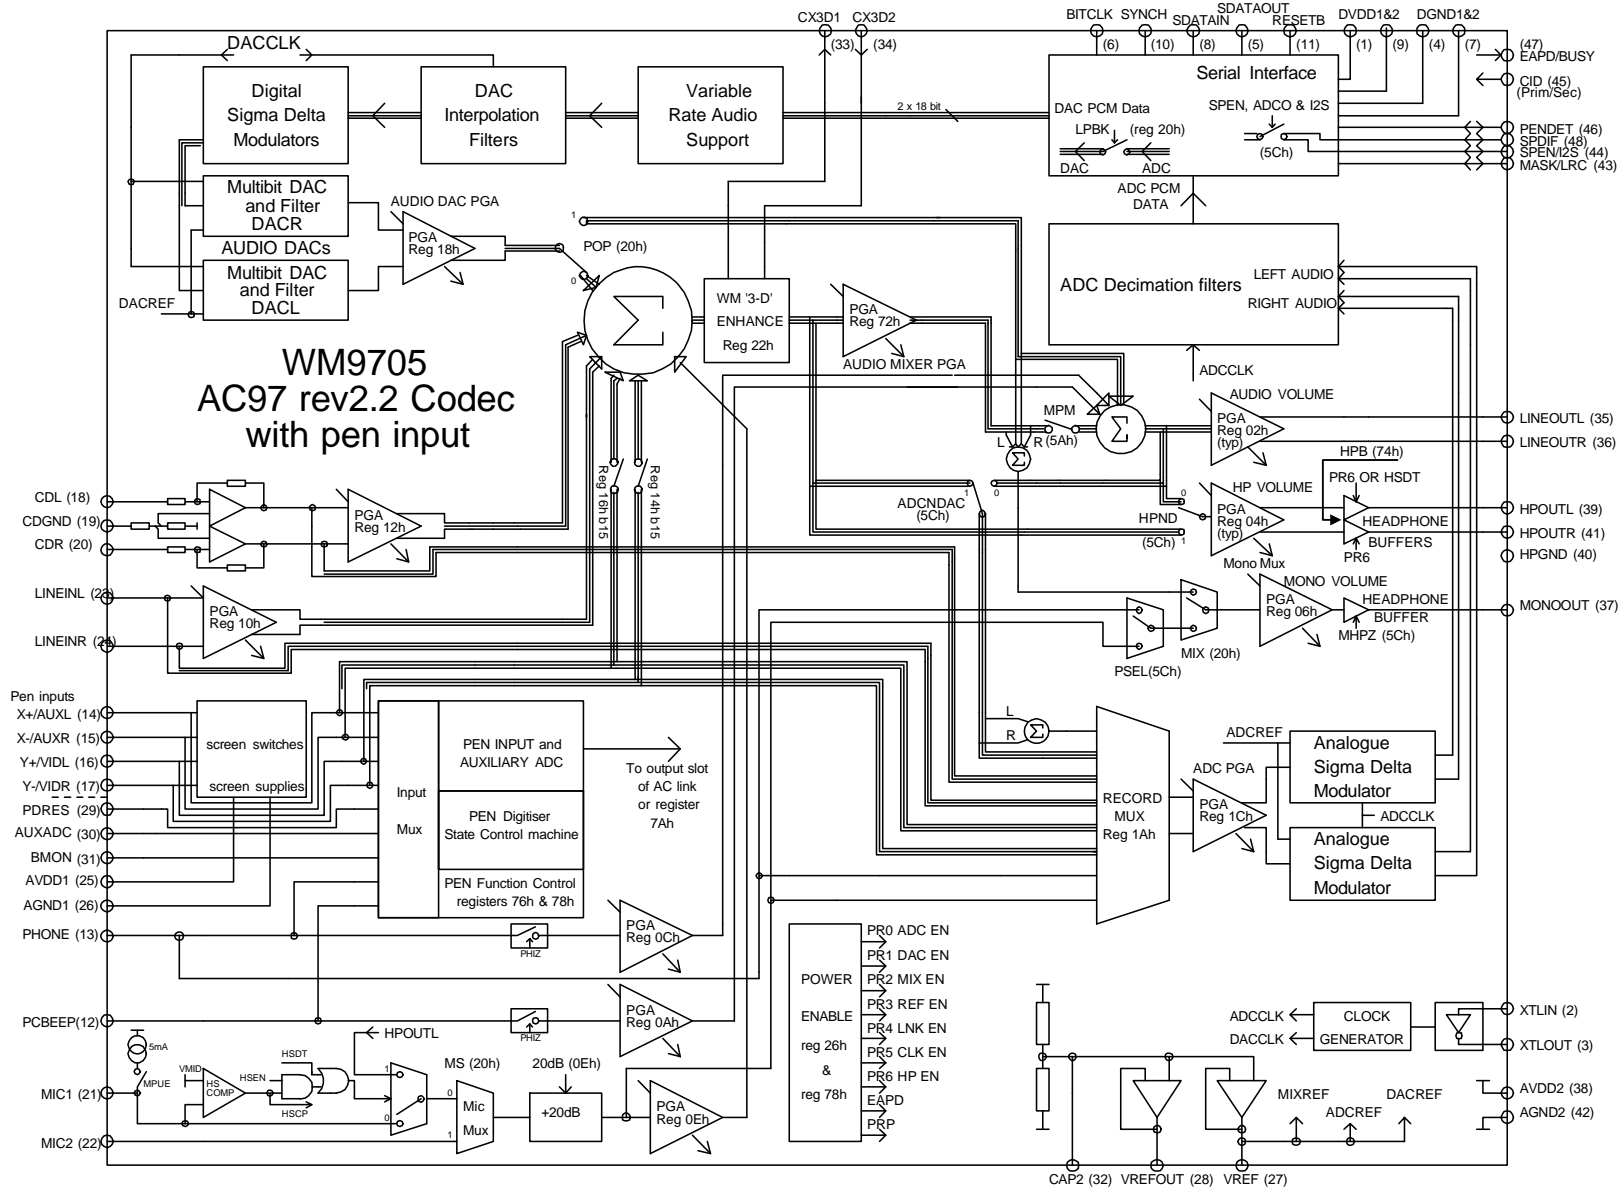 CX3D1 CX3D2
(33) (34)
BITCLK SYNCH SDATAIN SDATAOUT RESETB DVDD1&2 DGND1&2
(6) (10) (8) (5) (11) (1) (9) (4) (7)
(47)
EAPD/BUSY
CID (45)
(Prim/Sec)
PENDET (46)
SPDIF (48)
SPEN/I2S (44)
MASK/LRC (43)
DACCLK
Digital
Sigma Delta
Modulators
DAC
Interpolation
Filters
Variable
Rate Audio
Support
2 x 18 bit
Serial Interface
DAC PCM Data
SPEN, ADCO & I2S
LPBK (reg 20h)
(5Ch)
DAC ADC
ADC PCM
DATA
Multibit DAC
and Filter
DACR
AUDIO DACs
Multibit DAC
and Filter
DACL
DACREF
AUDIO DAC PGA
PGA
Reg 18h
1
POP (20h)
0
Σ
WM '3-D'
ENHANCE
Reg 22h
PGA
Reg 72h
AUDIO MIXER PGA
ADC Decimation filters
LEFT AUDIO
RIGHT AUDIO
ADCCLK
WM9705
AC97 rev2.2 Codec
with pen input
MPM
(5Ah)
L R
Σ
Σ
AUDIO VOLUME
PGA
Reg 02h
(typ)
LINEOUTL (35)
LINEOUTR (36)
HPB (74h)
PR6 OR HSDT
HP VOLUME
PGA
Reg 04h
(typ)
HEADPHONE
BUFFERS
PR6
HPOUTL (39)
HPOUTR (41)
HPGND (40)
0
HPND
(5Ch)
1
ADCNDAC
(5Ch)
1 0
Reg 16h b15
Reg 14h b15
CDL (18)
CDGND (19)
CDR (20)
PGA
Reg 12h
LINEINL (23)
LINEINR (24)
PGA
Reg 10h
Mono Mux
MONO VOLUME
PGA
Reg 06h
HEADPHONE
BUFFER
MHPZ (5Ch)
MONOOUT (37)
MIX (20h)
PSEL(5Ch)
Pen inputs
X+/AUXL (14)
X-/AUXR (15)
Y+/VIDL (16)
Y-/VIDR (17)
PDRES (29)
AUXADC (30)
BMON (31)
AVDD1 (25)
AGND1 (26)
PHONE (13)
PCBEEP(12)
screen switches
screen supplies
Input
Mux
PEN INPUT and
AUXILIARY ADC
PEN Digitiser
State Control machine
PEN Function Control
registers 76h & 78h
To output slot
of AC link
or register
7Ah
L
R
Σ
RECORD
MUX
Reg 1Ah
ADC PGA
PGA
Reg 1Ch
ADCREF
Analogue
Sigma Delta
Modulator
ADCCLK
Analogue
Sigma Delta
Modulator
PHIZ
PGA
Reg 0Ch
PHIZ
PGA
Reg 0Ah
POWER
ENABLE
reg 26h
&
reg 78h
PR0 ADC EN
PR1 DAC EN
PR2 MIX EN
PR3 REF EN
PR4 LNK EN
PR5 CLK EN
PR6 HP EN
EAPD
PRP
5mA
MPUE
VMID
HS
COMP
HSEN
HSDT
HSCP
HPOUTL
1
0
MIC1 (21)
MIC2 (22)
MS (20h)
0
1
Mic
Mux
20dB (0Eh)
+20dB
PGA
Reg 0Eh
ADCCLK
DACCLK
CLOCK
GENERATOR
XTLIN (2)
XTLOUT (3)
AVDD2 (38)
AGND2 (42)
MIXREF
ADCREF
DACREF
CAP2 (32) VREFOUT (28) VREF (27)